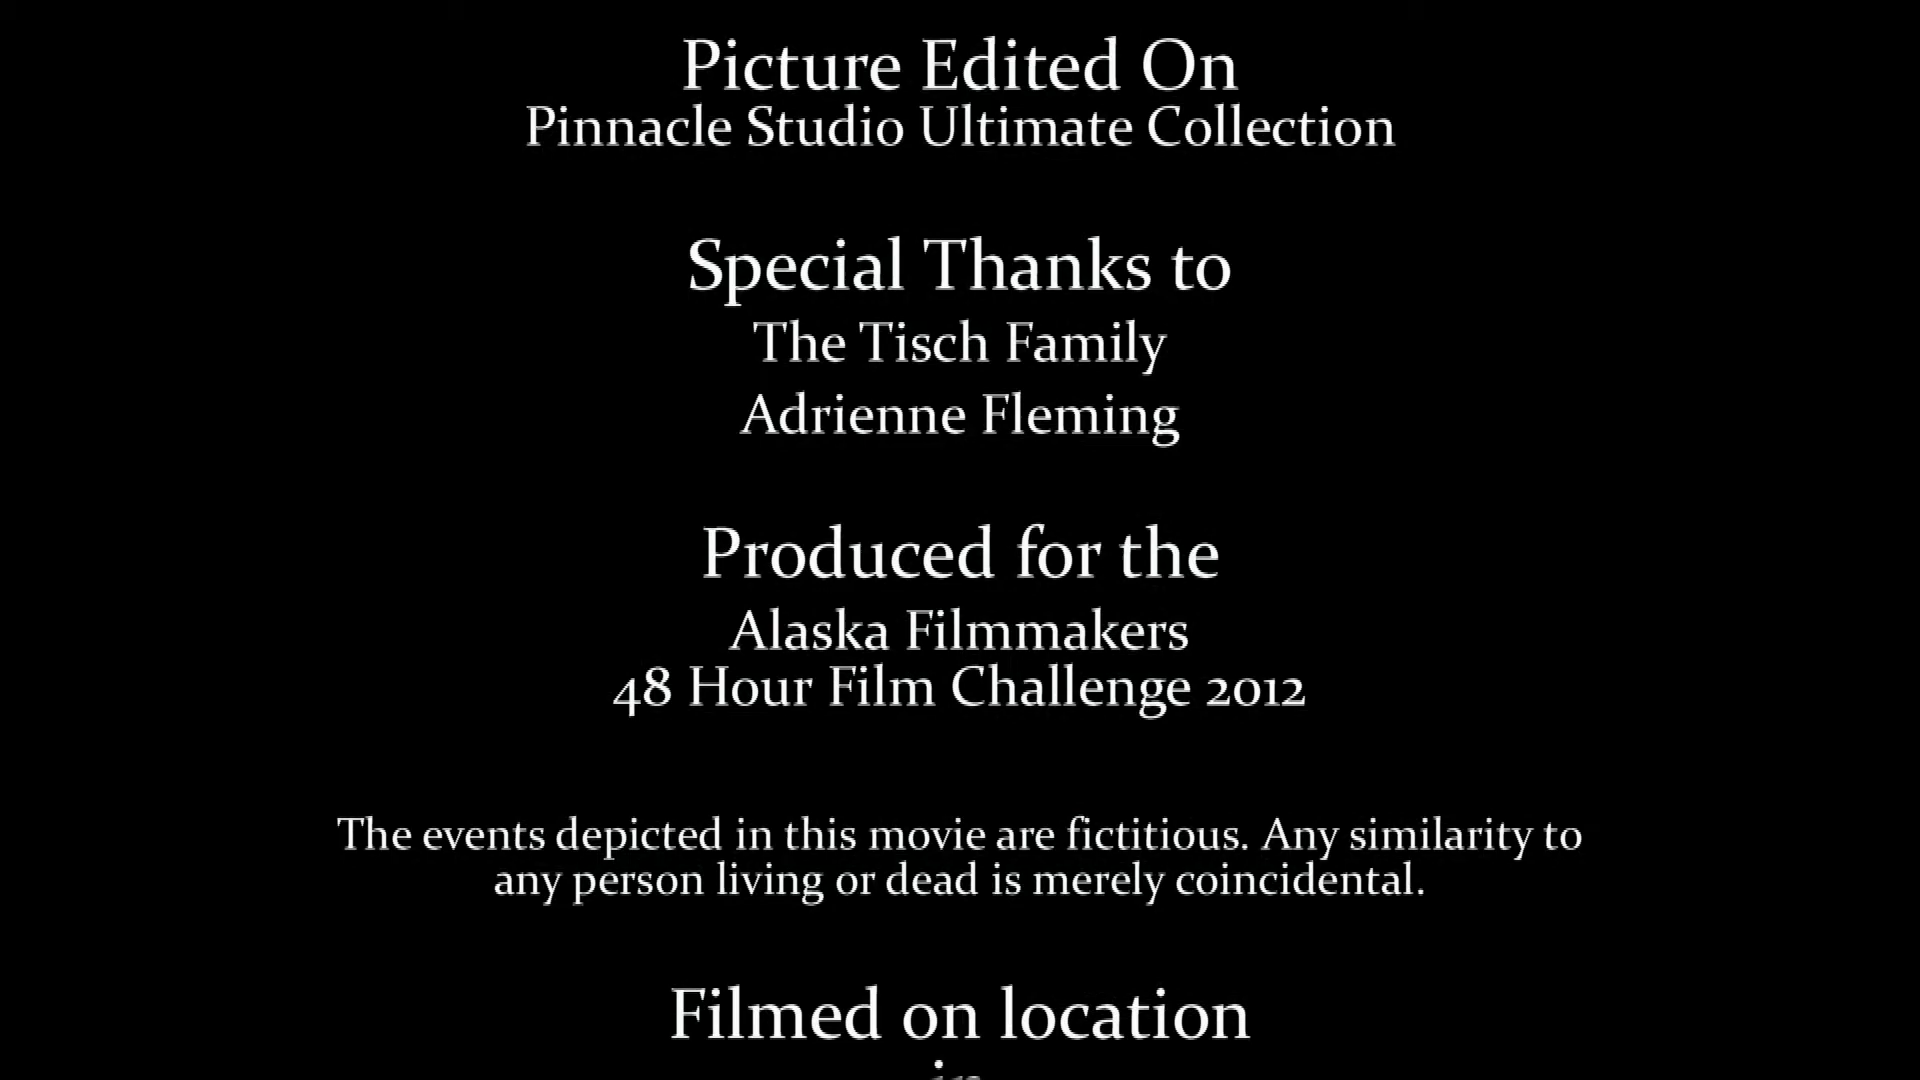 Picture Edited On
Pinnacle Studio Ultimate Collection
Special Thanks to
The Tisch Family
Adrienne Fleming
Produced for the
Alaska Filmmakers
48 Hour Film Challenge 2012
The events depicted in this movie are fictitious. Any similarity to
any person living or dead is merely coincidental.
Filmed on location
in